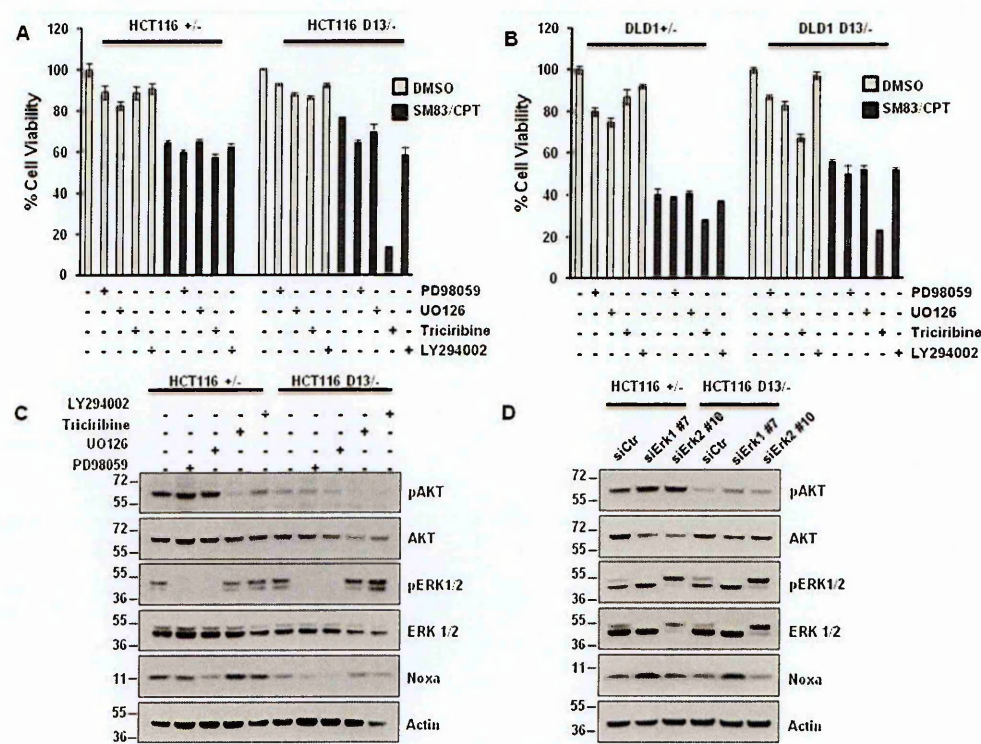 A
HCT116 +/-
HCT116 D13/-
120
100
80
60
40
20
0
% Cell Viability
DMSO
SM83/CPT
- + - - - - + - - - - + - - - - + - - -
- - + - - - - + - - - - + - - - - + - -
- - - + - - - - + - - - - + - - - - + -
- - - - + - - - - + - - - - + - - - - +
PD98059
UO126
Triciribine
LY294002
B
DLD1+/-
DLD1 D13/-
120
100
80
60
40
20
0
% Cell Viability
DMSO
SM83/CPT
- + - - - - + - - - - + - - - - + - - -
- - + - - - - + - - - - + - - - - + - -
- - - + - - - - + - - - - + - - - - + -
- - - - + - - - - + - - - - + - - - - +
PD98059
UO126
Triciribine
LY294002
C
HCT116 +/-
HCT116 D13/-
LY294002 - - - - + - - - - +
Triciribine - - - + - - - - + -
UO126 - - + - - - - + - -
PD98059 - + - - - - + - - -
72
55
pAKT
72
55
AKT
55
36
pERK1/2
55
36
ERK 1/2
11
Noxa
55
36
Actin
D
HCT116 +/-
HCT116 D13/-
siCtr
siErk1 #7
siErk2 #10
siCtr
siErk1 #7
siErk2 #10
72
55
pAKT
72
55
AKT
55
36
pERK1/2
55
36
ERK 1/2
11
Noxa
55
36
Actin